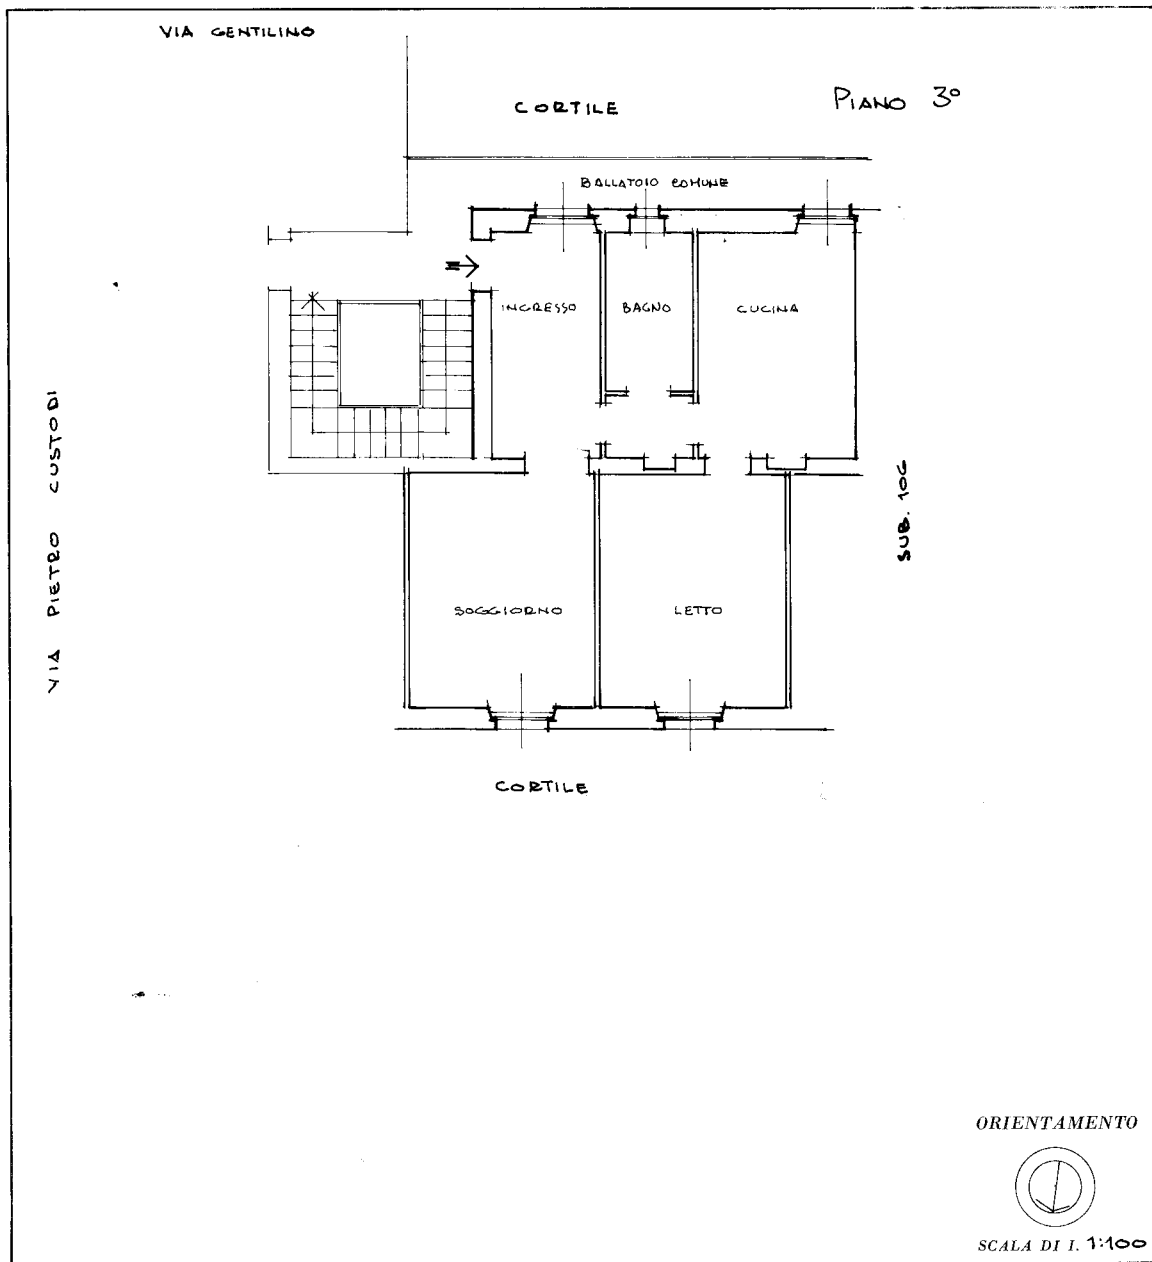 VIA GENTILINO
CORTILE
PIANO 3°
BALLATOIO COMUNE
INGRESSO
BAGNO
CUCINA
VIA PIETRO CUSTODI
SUB. 106
SOGGIORNO
LETTO
CORTILE
ORIENTAMENTO
SCALA DI 1. 1:100